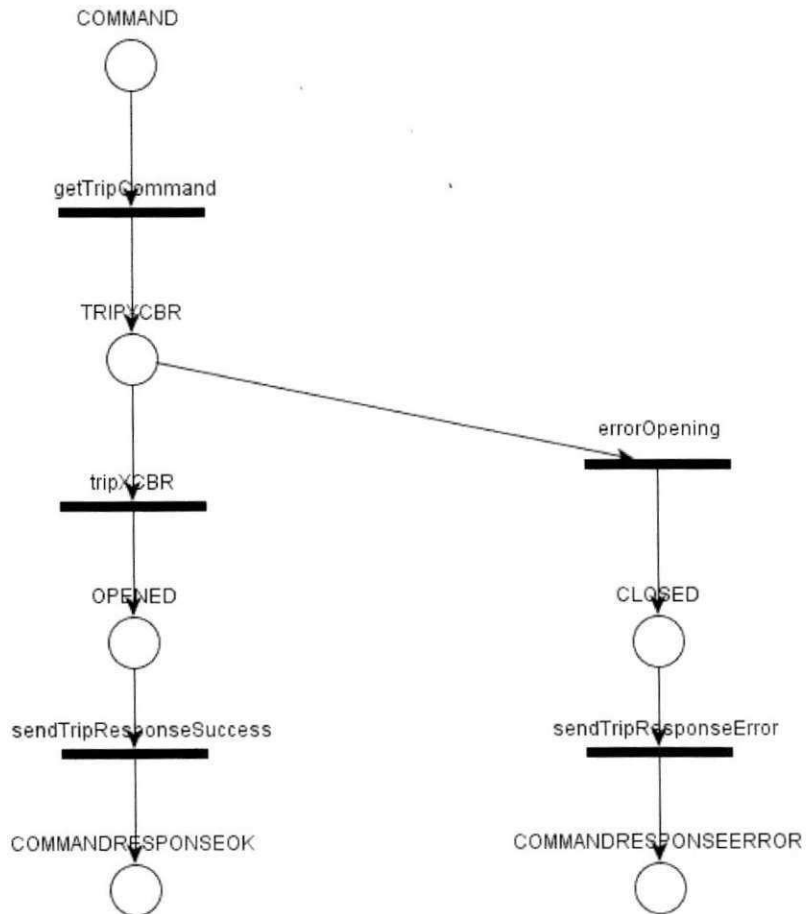 COMMAND
getTripCommand
TRIPXCBR
errorOpening
tripXCBR
OPENED
CLOSED
sendTripResponseSuccess
sendTripResponseError
COMMANDRESPONSEOK
COMMANDRESPONSEERROR